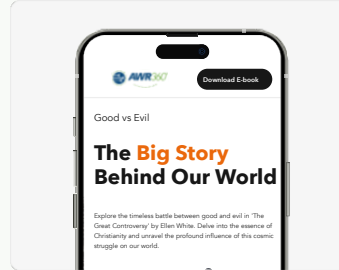 AWR360°
Download E-book
Good vs Evil
The Big Story
Behind Our World
Explore the timeless battle between good and evil in 'The
Great Controversy' by Ellen White. Delve into the essence of
Christianity and unravel the profound influence of this cosmic
struggle on our world.